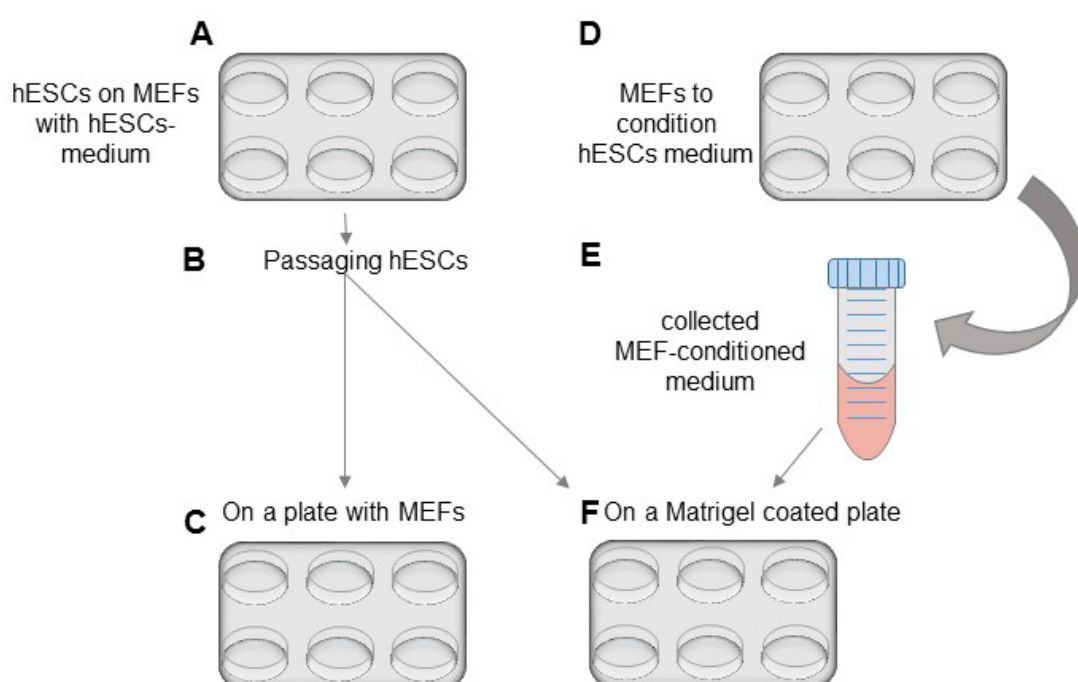 A
hESCs on MEFs
with hESCs-
medium
D
MEFs to
condition
hESCs medium
B
Passaging hESCs
E
collected
MEF-conditioned
medium
C
On a plate with MEFs
F
On a Matrigel coated plate